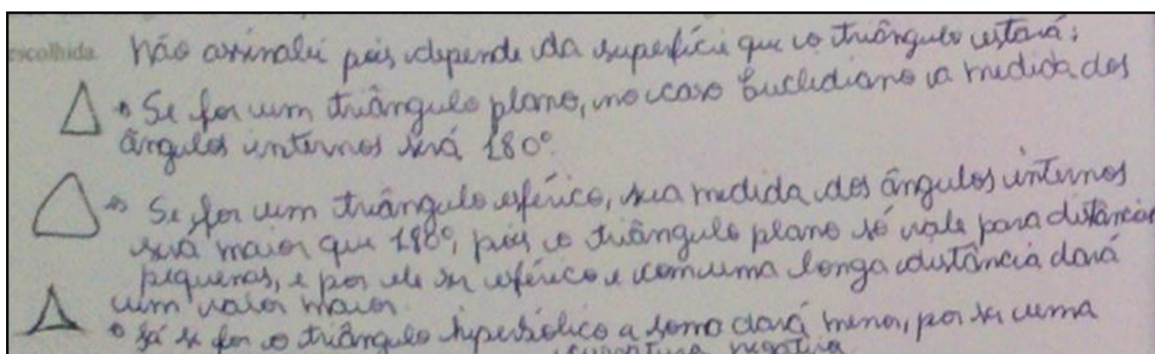 escolhida. Não assinalei pois depende da superfície que o triângulo estará:
• Se for um triângulo plano, no caso Euclidiano a medida dos
ângulos internos será 180º.
⇒ Se for um triângulo esférico, sua medida dos ângulos internos
será maior que 180º, pois o triângulo plano só vale para distâncias
pequenas, e por ele ser esférico e com uma longa distância dará
um valor maior.
• Já se for o triângulo hiperbólico a soma dará menor, por ser uma
curvatura negativa